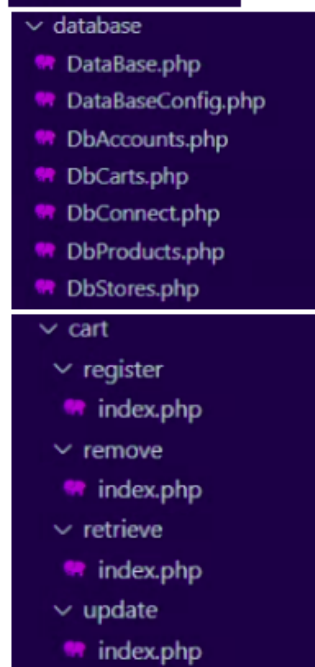 database
DataBase.php
DataBaseConfig.php
DbAccounts.php
DbCarts.php
DbConnect.php
DbProducts.php
DbStores.php
cart
register
index.php
remove
index.php
retrieve
index.php
update
index.php